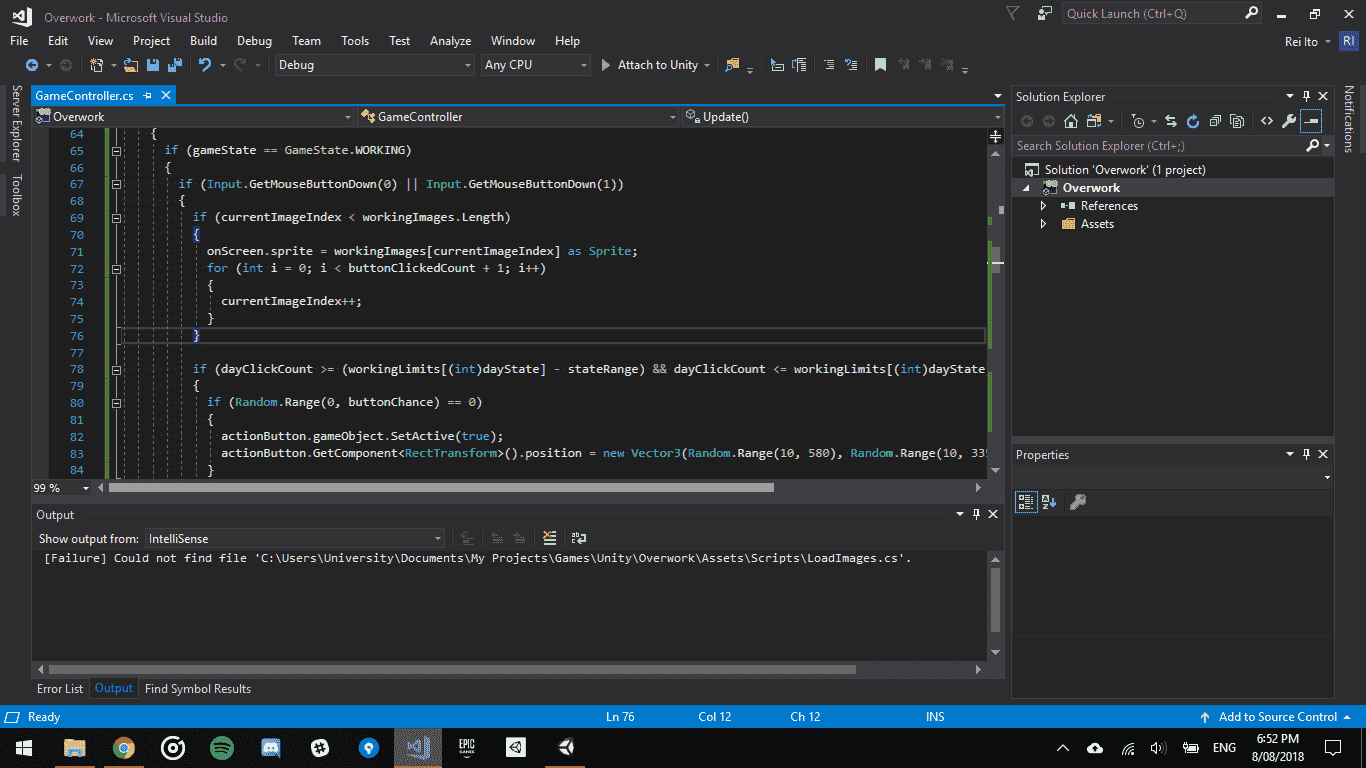 Overwork - Microsoft Visual Studio
Quick Launch (Ctrl+Q)
File Edit View Project Build Debug Team Tools Test Analyze Window Help
Rei Ito RI
Debug Any CPU Attach to Unity
Server Explorer
Toolbox
GameController.cs
Overwork GameController Update()
64 {
65 if (gameState == GameState.WORKING)
66 {
67 if (Input.GetMouseButtonDown(0) || Input.GetMouseButtonDown(1))
68 {
69 if (currentImageIndex < workingImages.Length)
70 {
71 onScreen.sprite = workingImages[currentImageIndex] as Sprite;
72 for (int i = 0; i < buttonClickedCount + 1; i++)
73 {
74 currentImageIndex++;
75 }
76 }
77
78 if (dayClickCount >= (workingLimits[(int)dayState] - stateRange) && dayClickCount <= workingLimits[(int)dayState
79 {
80 if (Random.Range(0, buttonChance) == 0)
81 {
82 actionButton.gameObject.SetActive(true);
83 actionButton.GetComponent<RectTransform>().position = new Vector3(Random.Range(10, 580), Random.Range(10, 335
84 }
99 %
Output
Show output from: IntelliSense
[Failure] Could not find file 'C:\Users\University\Documents\My Projects\Games\Unity\Overwork\Assets\Scripts\LoadImages.cs'.
Error List Output Find Symbol Results
Solution Explorer
Search Solution Explorer (Ctrl+;)
Solution 'Overwork' (1 project)
Overwork
References
Assets
Properties
Notifications
Ready Ln 76 Col 12 Ch 12 INS Add to Source Control
EPIC
GAMES
ENG
6:52 PM
8/08/2018